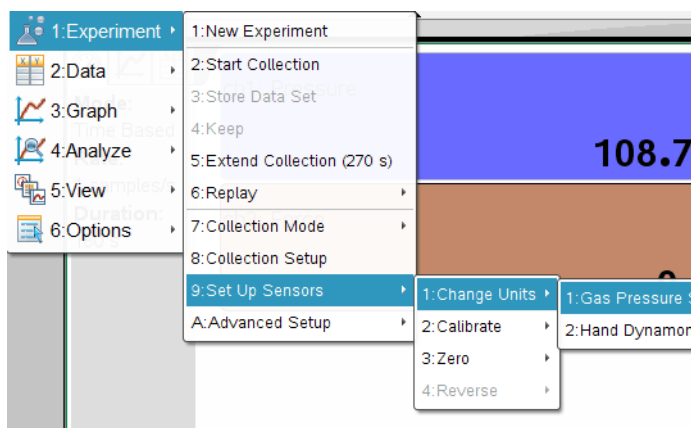 1:Experiment
2:Data
3:Graph
4:Analyze
5:View
6:Options
1:New Experiment
2:Start Collection
3:Store Data Set
4:Keep
5:Extend Collection (270 s)
6:Replay
7:Collection Mode
8:Collection Setup
9:Set Up Sensors
A:Advanced Setup
1:Change Units
2:Calibrate
3:Zero
4:Reverse
1:Gas Pressure
2:Hand
Pressure
108.7
Mode:
Time Based
Duration: